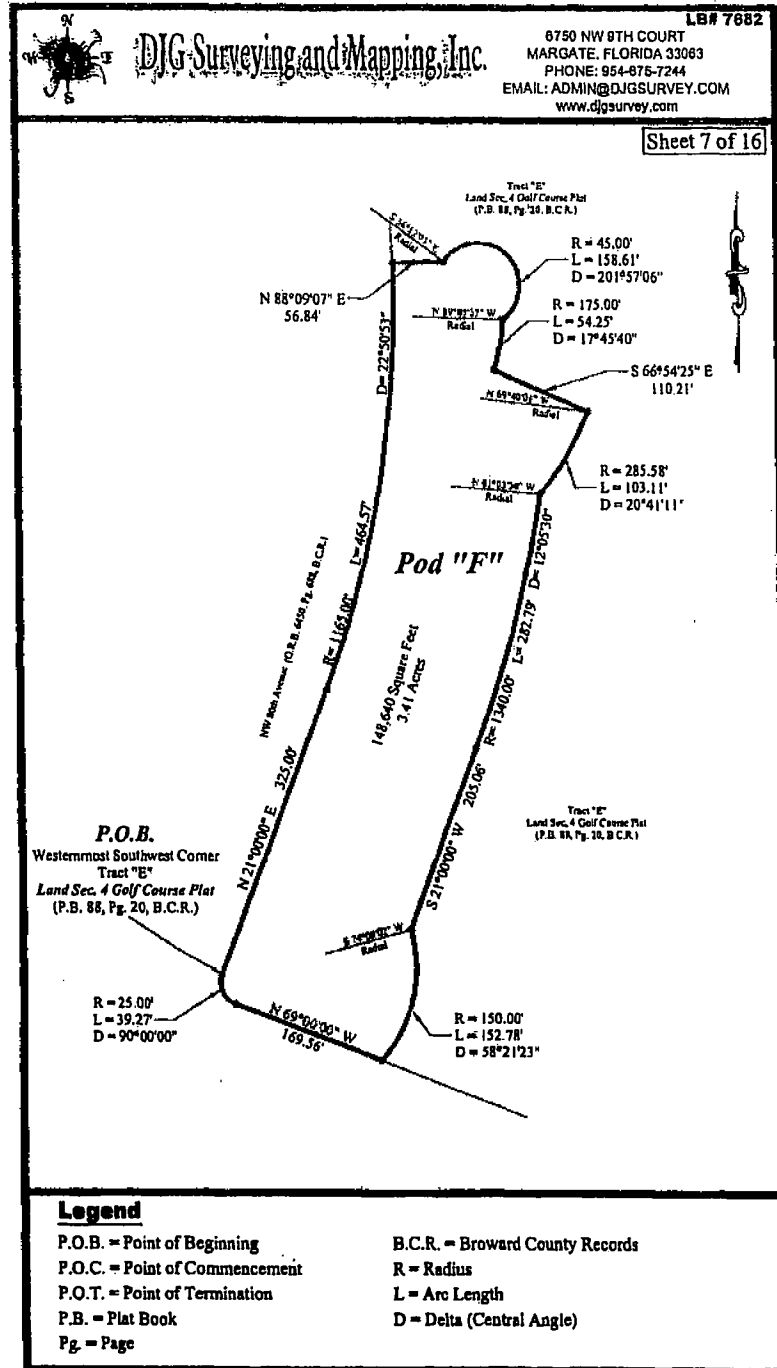 LB# 7682
DJG Surveying and Mapping, Inc.
N
W
E
S
6750 NW 9TH COURT
MARGATE, FLORIDA 33063
PHONE: 954-675-7244
EMAIL: ADMIN@DJGSURVEY.COM
www.djgsurvey.com
Sheet 7 of 16
Tract "E"
Land Sec. 4 Golf Course Plat
(P.B. 88, Pg. 20, B.C.R.)
Radial
R = 45.00'
L = 158.61'
D = 201°57'06"
N 88°09'07" E
56.84'
R = 175.00'
L = 54.25'
D = 17°45'40"
Radial
S 66°54'25" E
110.21'
N 69°40'01" W
Radial
D= 22°50'53"
L= 464.57'
R= 1165.00'
R = 285.58'
L = 103.11'
D = 20°41'11"
Radial
Pod "F"
D= 12°05'30"
L= 282.79'
R= 1340.00'
NW 80th Avenue (O.R.B. 6450, Pg. 688, B.C.R.)
148,640 Square Feet
3.41 Acres
N 21°00'00" E 325.00'
S 21°00'00" W 205.06'
Tract "E"
Land Sec. 4 Golf Course Plat
(P.B. 88, Pg. 20, B.C.R.)
P.O.B.
Westernmost Southwest Corner
Tract "E"
Land Sec. 4 Golf Course Plat
(P.B. 88, Pg. 20, B.C.R.)
Radial
R = 25.00'
L = 39.27'
D = 90°00'00"
N 69°00'00" W
169.56'
R = 150.00'
L = 152.78'
D = 58°21'23"
Legend
P.O.B. = Point of Beginning
P.O.C. = Point of Commencement
P.O.T. = Point of Termination
P.B. = Plat Book
Pg. = Page
B.C.R. = Broward County Records
R = Radius
L = Arc Length
D = Delta (Central Angle)